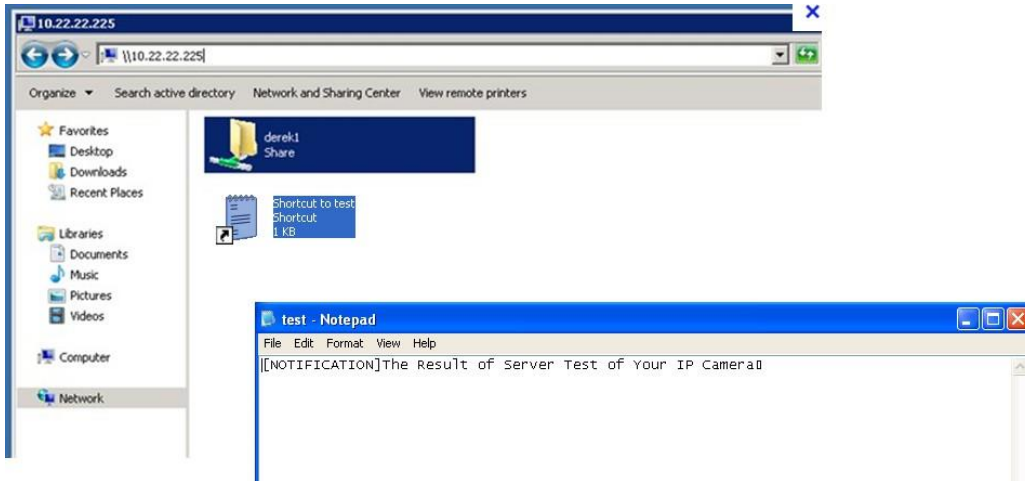 10.22.22.225
\\10.22.22.225
Organize Search active directory Network and Sharing Center View remote printers
Favorites
Desktop
Downloads
Recent Places
Libraries
Documents
Music
Pictures
Videos
Computer
Network
derek1
Share
Shortcut to test
Shortcut
1 KB
test - Notepad
File Edit Format View Help
[NOTIFICATION]The Result of Server Test of Your IP Camera▯